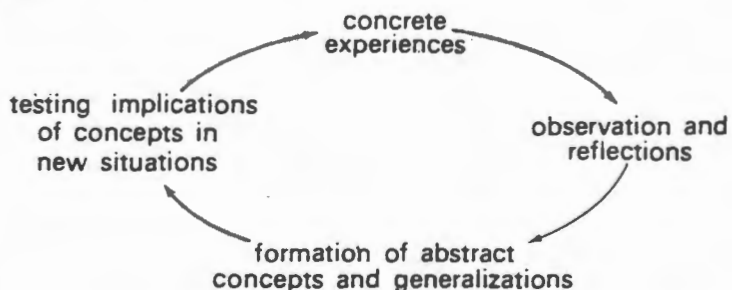 concrete
experiences
observation and
reflections
formation of abstract
concepts and generalizations
testing implications
of concepts in
new situations